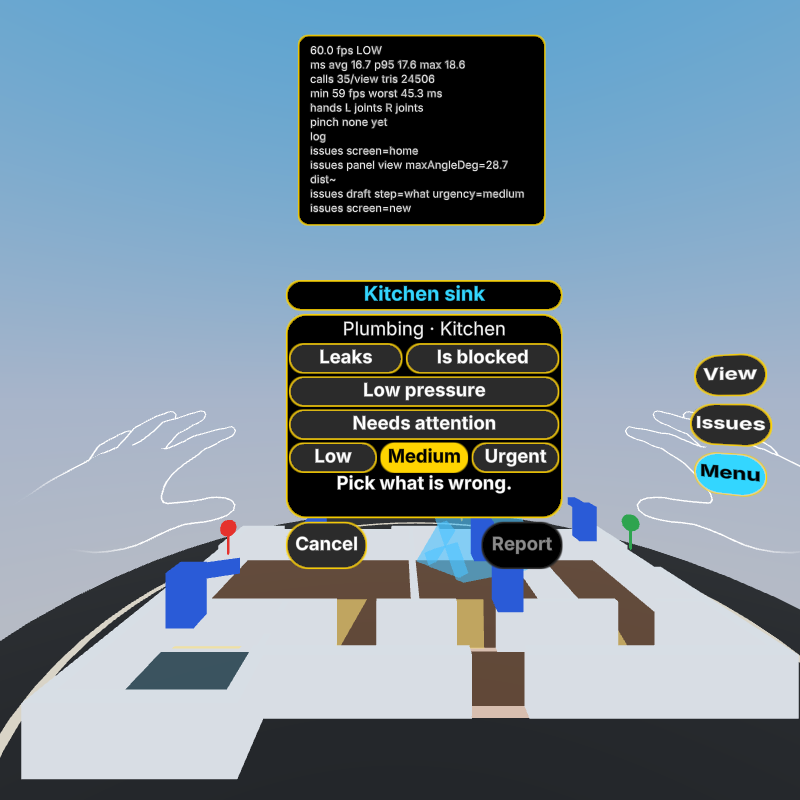 60.0 fps LOW
ms avg 16.7 p95 17.6 max 18.6
calls 35/view tris 24506
min 59 fps worst 45.3 ms
hands L joints R joints
pinch none yet
log
issues screen=home
issues panel view maxAngleDeg=28.7
dist~
issues draft step=what urgency=medium
issues screen=new
Kitchen sink
Plumbing · Kitchen
Leaks Is blocked
Low pressure
Needs attention
Low Medium Urgent
Pick what is wrong.
Cancel Report
View
Issues
Menu